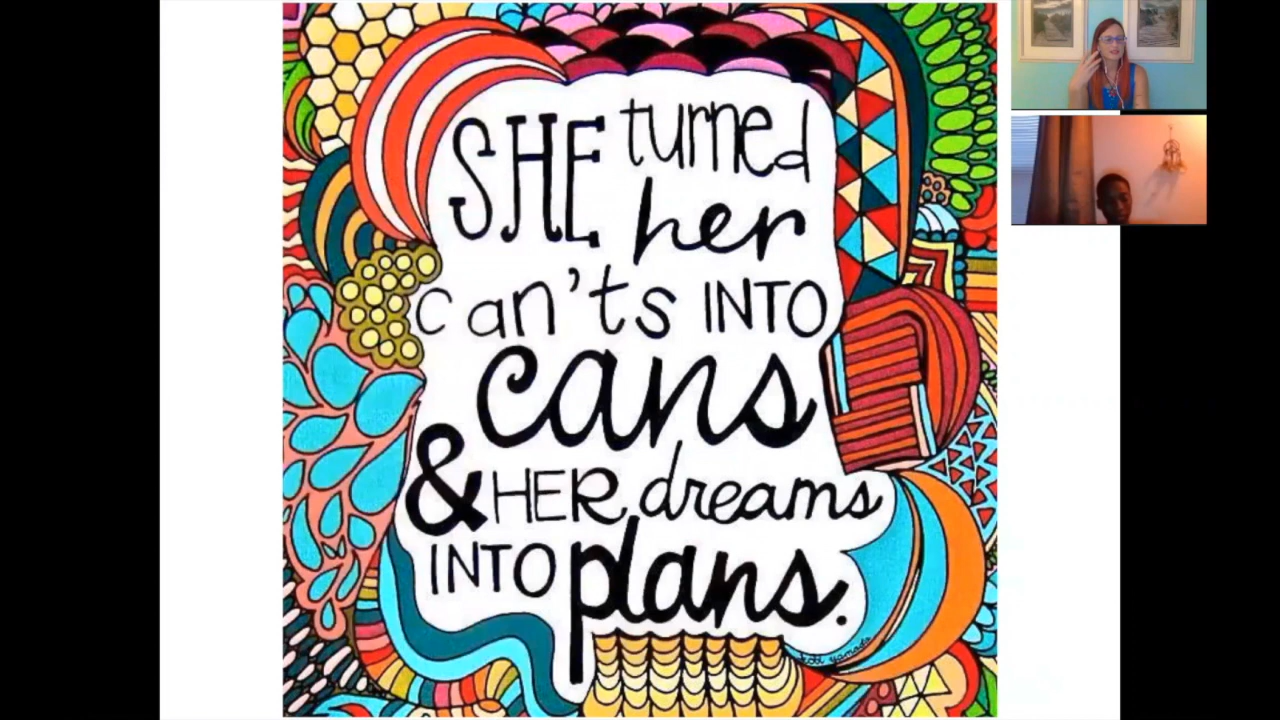 SHE turned
her
can'ts INTO
cans
& HER dreams
INTO plans.